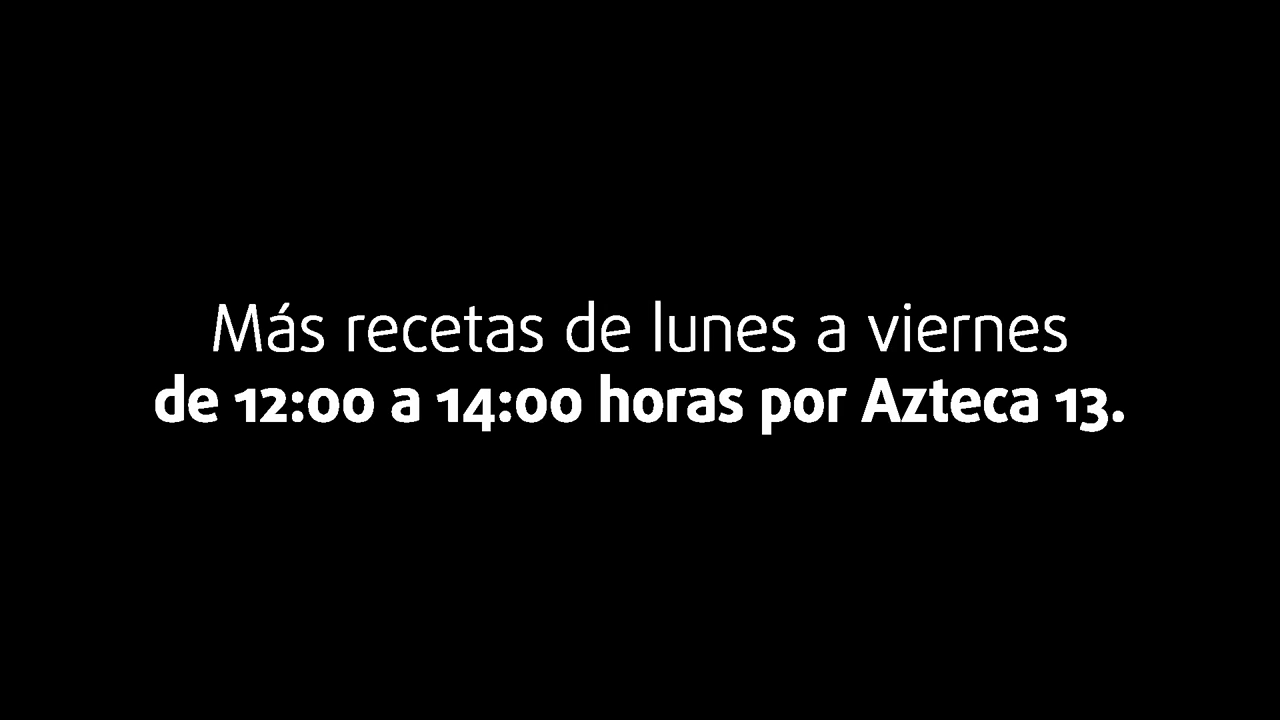 Más recetas de lunes a viernes
de 12:00 a 14:00 horas por Azteca 13.